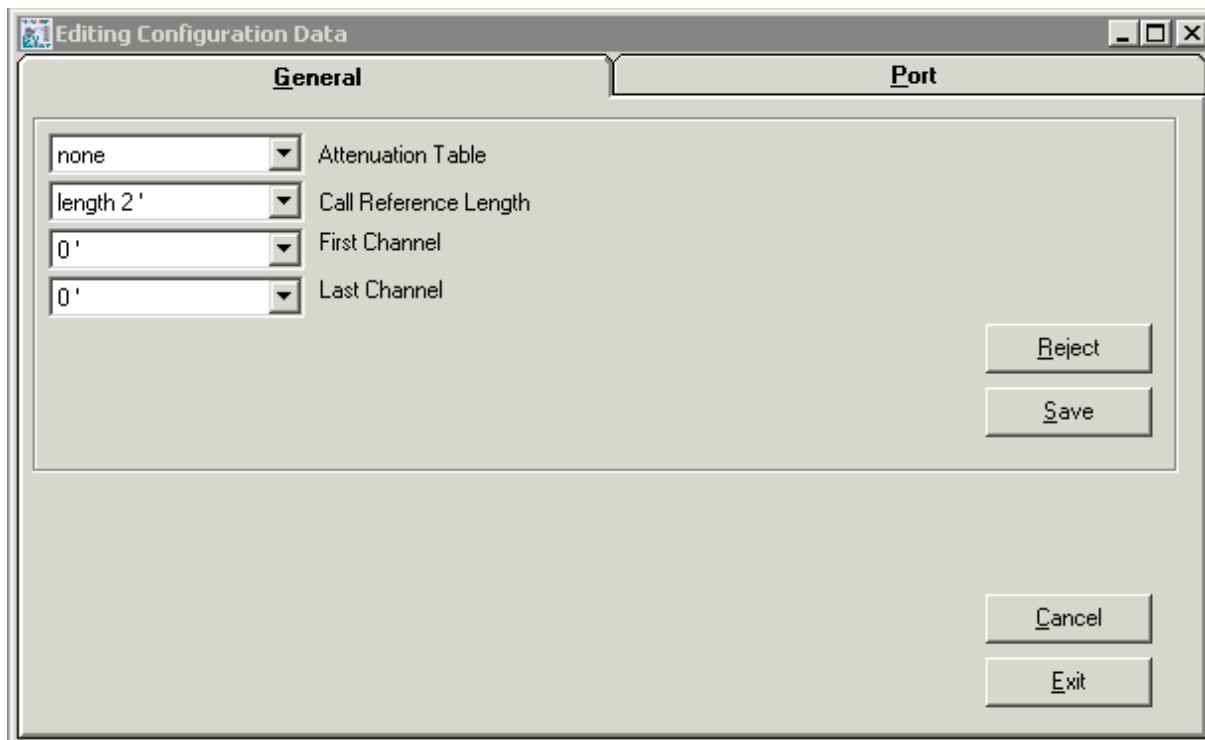 Editing Configuration Data
General
Port
none
Attenuation Table
length 2 '
Call Reference Length
0 '
First Channel
0 '
Last Channel
Reject
Save
Cancel
Exit